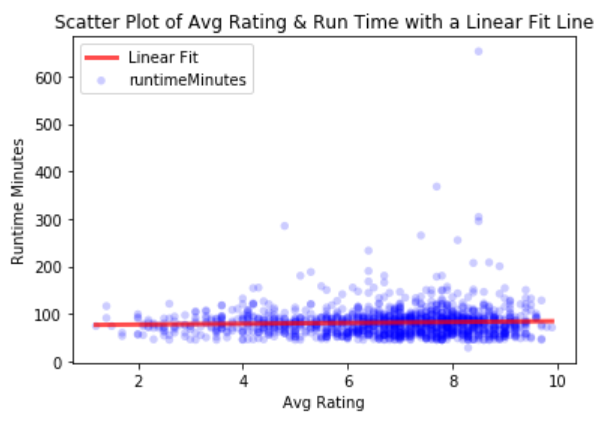 Scatter Plot of Avg Rating & Run Time with a Linear Fit Line
Linear Fit
runtimeMinutes
Runtime Minutes
600
500
400
300
200
100
0
2 4 6 8 10
Avg Rating